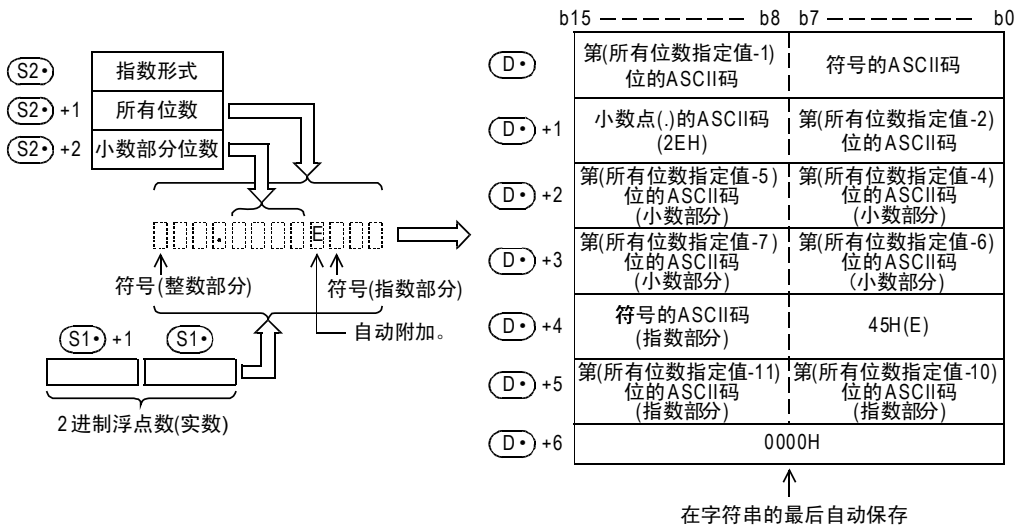 S2• 指数形式
S2• +1 所有位数
S2• +2 小数部分位数
. E
符号(整数部分)
符号(指数部分)
自动附加。
S1• +1 S1•
2进制浮点数(实数)
b15 b8 b7 b0
D•
第(所有位数指定值-1)
位的ASCII码
符号的ASCII码
D• +1
小数点(.)的ASCII码
(2EH)
第(所有位数指定值-2)
位的ASCII码
D• +2
第(所有位数指定值-5)
位的ASCII码
(小数部分)
第(所有位数指定值-4)
位的ASCII码
(小数部分)
D• +3
第(所有位数指定值-7)
位的ASCII码
(小数部分)
第(所有位数指定值-6)
位的ASCII码
(小数部分)
D• +4
符号的ASCII码
(指数部分)
45H(E)
D• +5
第(所有位数指定值-11)
位的ASCII码
(指数部分)
第(所有位数指定值-10)
位的ASCII码
(指数部分)
D• +6
0000H
在字符串的最后自动保存